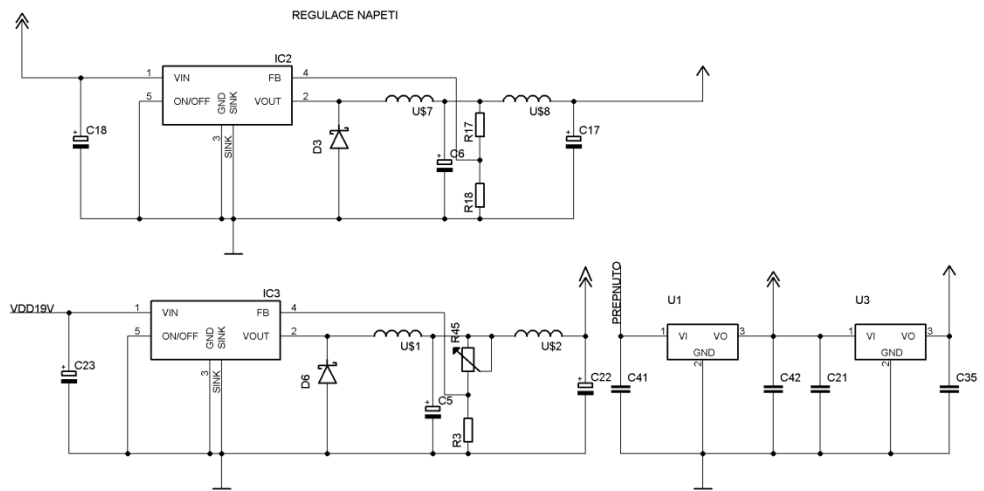 REGULACE NAPETI
IC2
1 VIN FB 4
5 ON/OFF GND SINK VOUT 2
3 SINK
C18
D3
U$7
C6
R17
R18
U$8
C17
VDD19V
IC3
1 VIN FB 4
5 ON/OFF GND SINK VOUT 2
3 SINK
C23
D6
U$1
C5
R45
R3
U$2
C22
PREPNUTO
U1
1 VI VO 3
GND
2
C41
C42
C21
U3
1 VI VO 3
GND
2
C35